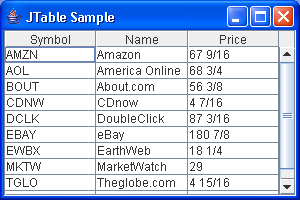 JTable Sample
Symbol Name Price
AMZN Amazon 67 9/16
AOL America Online 68 3/4
BOUT About.com 56 3/8
CDNW CDnow 4 7/16
DCLK DoubleClick 87 3/16
EBAY eBay 180 7/8
EWBX EarthWeb 18 1/4
MKTW MarketWatch 29
TGLO Theglobe.com 4 15/16